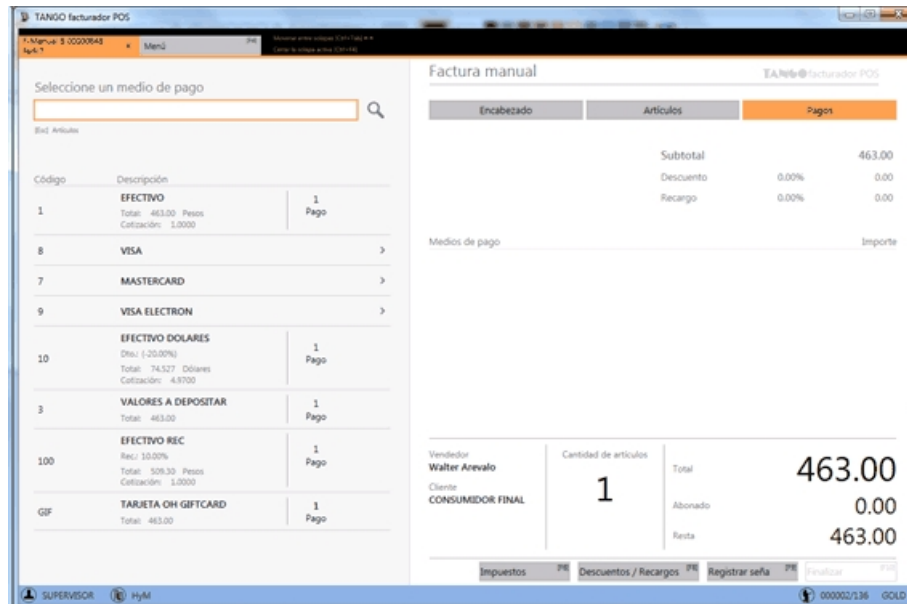 TANGO facturador POS
F-Manual B 00000648
Menú
Factura manual
TANGO facturador POS
Seleccione un medio de pago
[Esc] Artículos
Encabezado Artículos Pagos
Subtotal 463.00
Descuento 0.00% 0.00
Recargo 0.00% 0.00
Medios de pago Importe
Código Descripción
1 EFECTIVO 1 Pago
Total: 463.00 Pesos
Cotización: 1.0000
8 VISA >
7 MASTERCARD >
9 VISA ELECTRON >
10 EFECTIVO DOLARES 1 Pago
Dto.: (-20.00%)
Total: 74.527 Dólares
Cotización: 4.9700
3 VALORES A DEPOSITAR 1 Pago
Total: 463.00
100 EFECTIVO REC 1 Pago
Rec.: 10.00%
Total: 509.30 Pesos
Cotización: 1.0000
GIF TARJETA OH GIFTCARD 1 Pago
Total: 463.00
Vendedor
Walter Arevalo
Cliente
CONSUMIDOR FINAL
Cantidad de artículos
1
Total 463.00
Abonado 0.00
Resta 463.00
Impuestos Descuentos / Recargos Registrar seña Finalizar
SUPERVISOR HyM 000002/136 GOLD